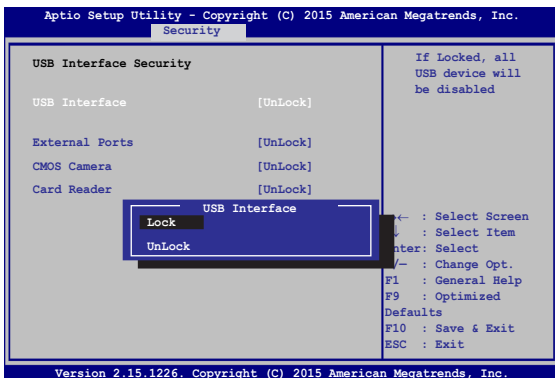 Aptio Setup Utility - Copyright (C) 2015 American Megatrends, Inc.
Security
USB Interface Security
USB Interface [UnLock]
External Ports [UnLock]
CMOS Camera [UnLock]
Card Reader [UnLock]
USB Interface
Lock
UnLock
If Locked, all
USB device will
be disabled
→← : Select Screen
↓ : Select Item
nter: Select
/— : Change Opt.
F1 : General Help
F9 : Optimized
Defaults
F10 : Save & Exit
ESC : Exit
Version 2.15.1226. Copyright (C) 2015 American Megatrends, Inc.